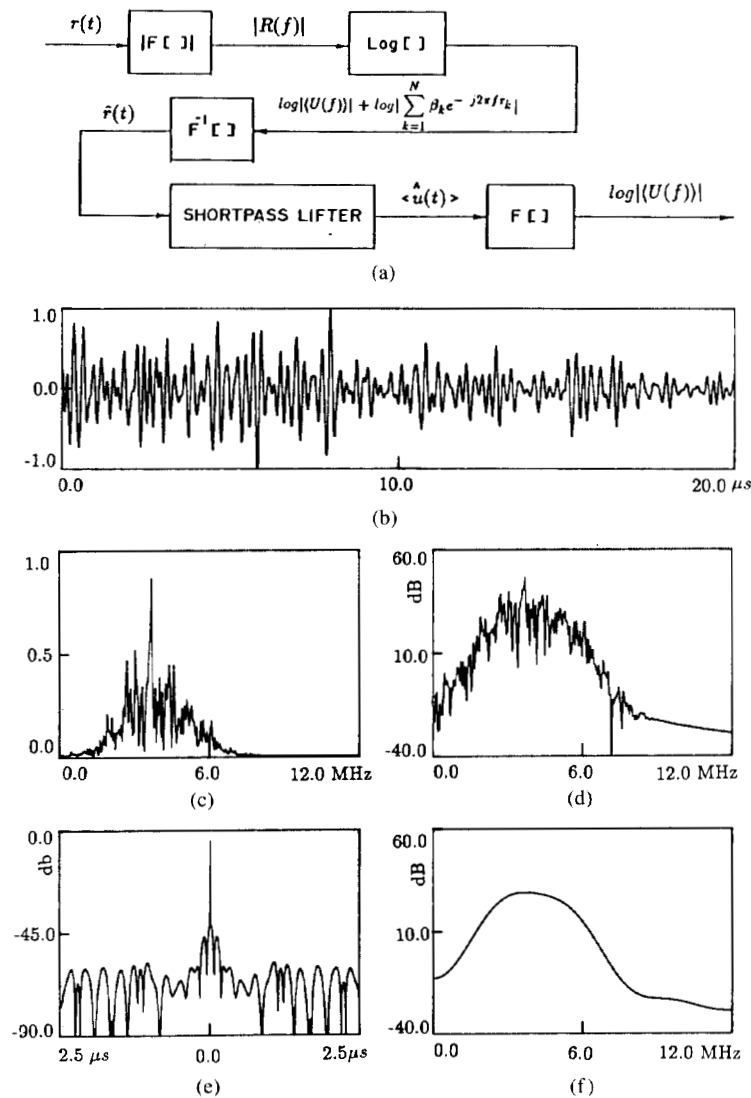 r(t) |F[ ]| |R(f)| Log[ ]
r̂(t) F⁻¹[ ] log|⟨U(f)⟩| + log|∑_{k=1}^{N} β_k e^{- j2πfτ_k}|
SHORTPASS LIFTER <û(t)> F[ ] log|⟨U(f)⟩|
(a)
1.0
0.0
-1.0
0.0 10.0 20.0 μs
(b)
1.0
0.5
0.0
0.0 6.0 12.0 MHz
(c)
60.0
dB
10.0
-40.0
0.0 6.0 12.0 MHz
(d)
0.0
db
-45.0
-90.0
2.5 μs 0.0 2.5μs
(e)
60.0
dB
10.0
-40.0
0.0 6.0 12.0 MHz
(f)